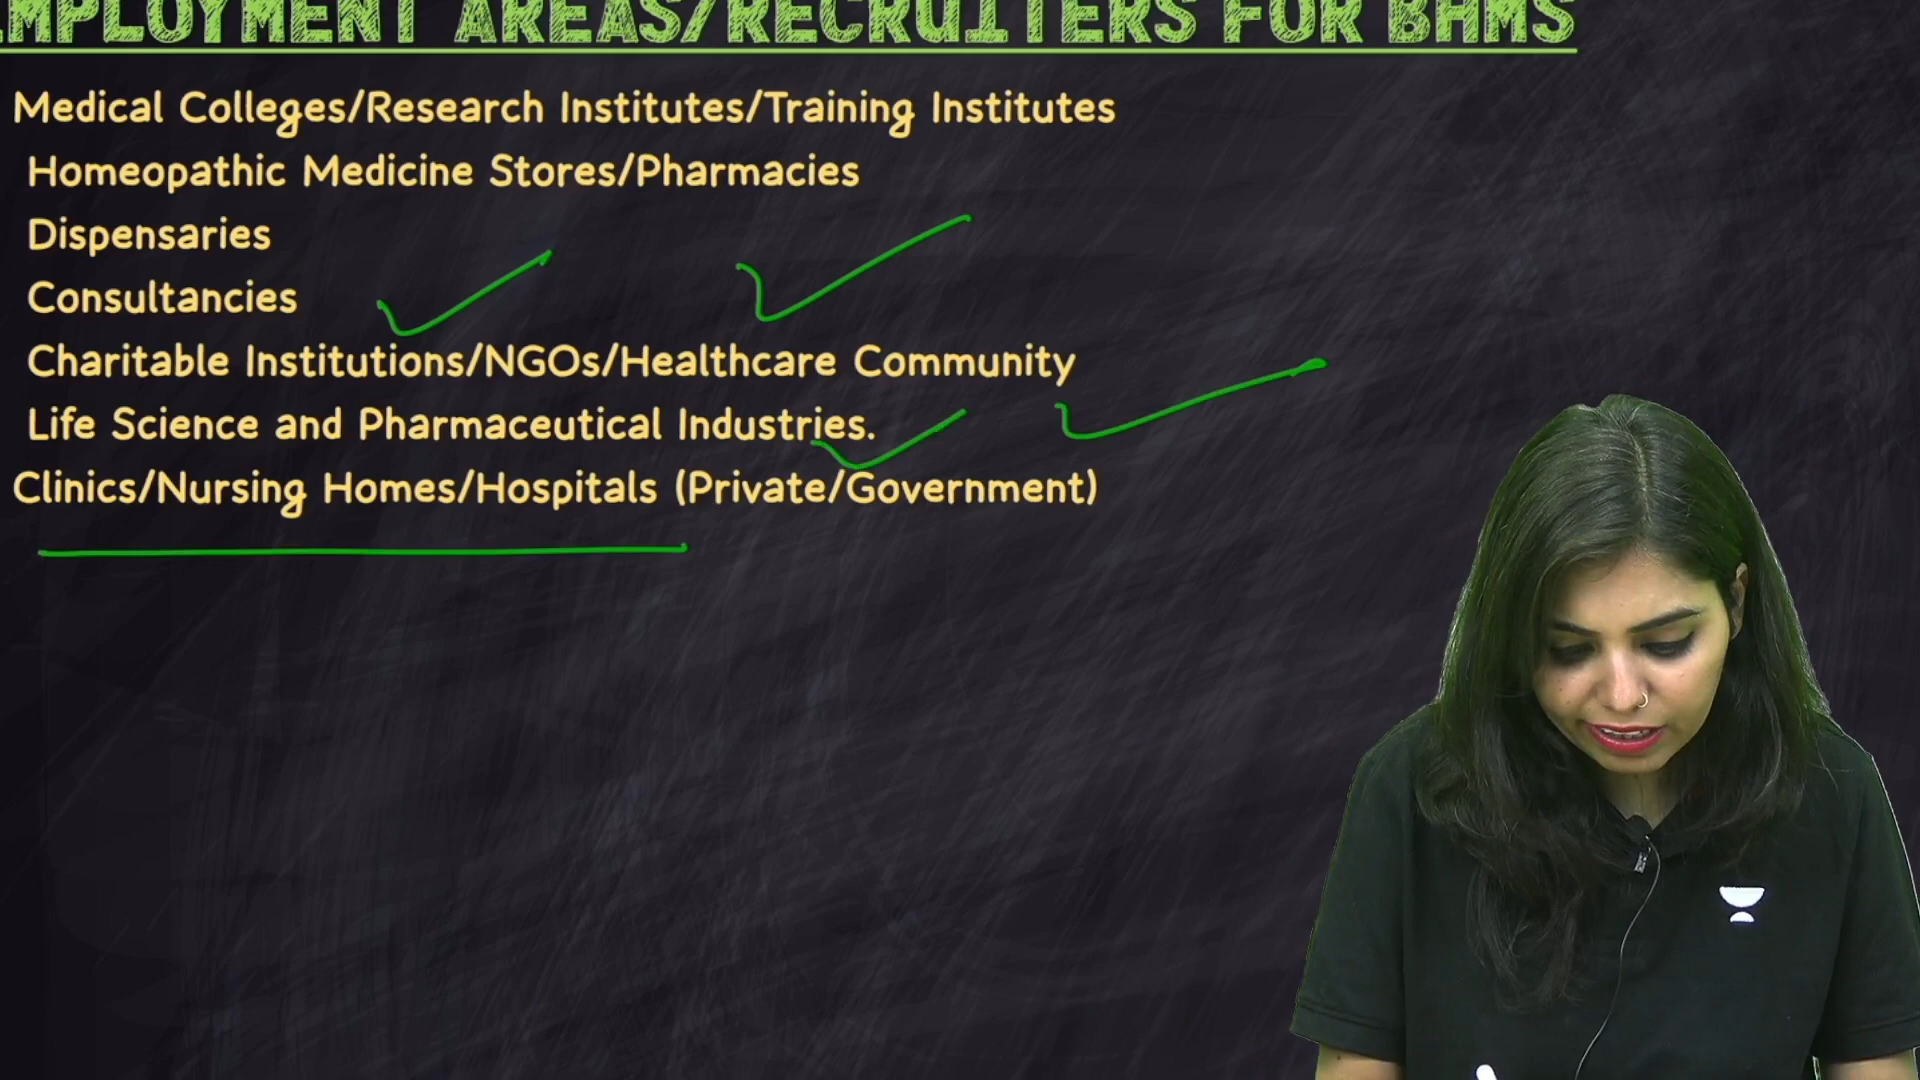 EMPLOYMENT AREAS/RECRUITERS FOR BHMS
Medical Colleges/Research Institutes/Training Institutes
Homeopathic Medicine Stores/Pharmacies
Dispensaries
Consultancies
Charitable Institutions/NGOs/Healthcare Community
Life Science and Pharmaceutical Industries.
Clinics/Nursing Homes/Hospitals (Private/Government)